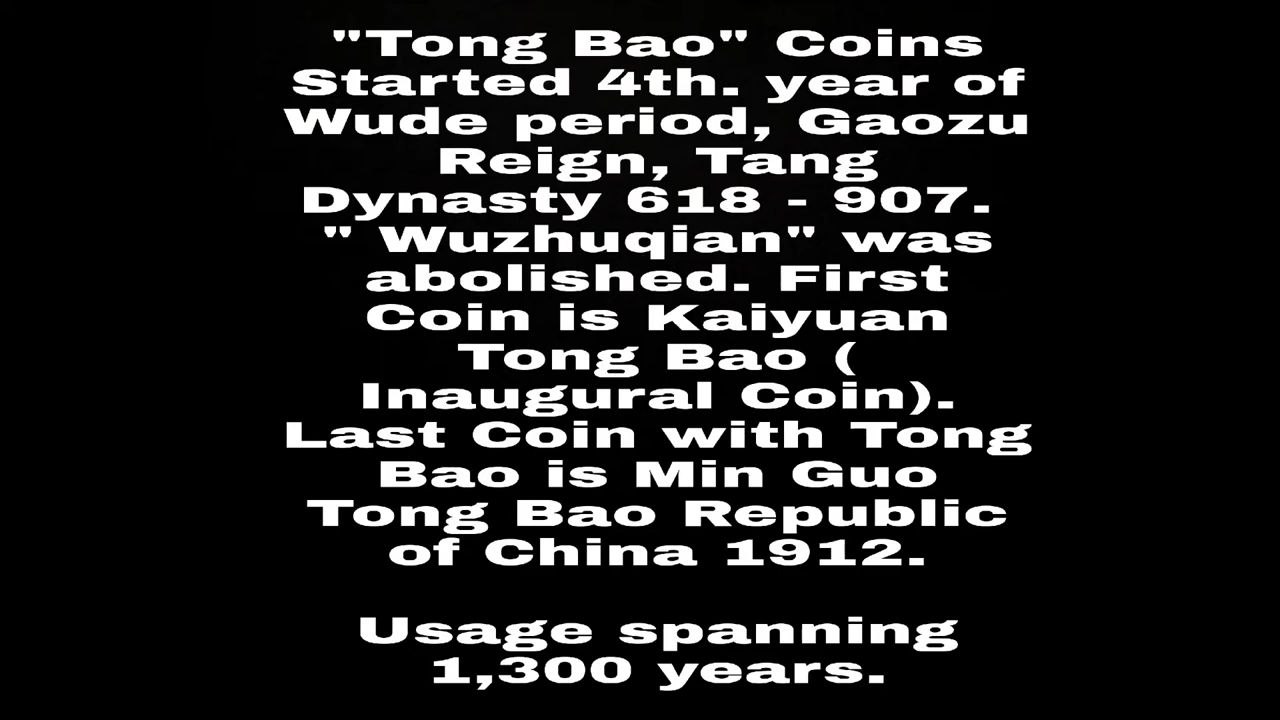 "Tong Bao" Coins
Started 4th. year of
Wude period, Gaozu
Reign, Tang
Dynasty 618 - 907.
" Wuzhuqian" was
abolished. First
Coin is Kaiyuan
Tong Bao (
Inaugural Coin).
Last Coin with Tong
Bao is Min Guo
Tong Bao Republic
of China 1912.
Usage spanning
1,300 years.